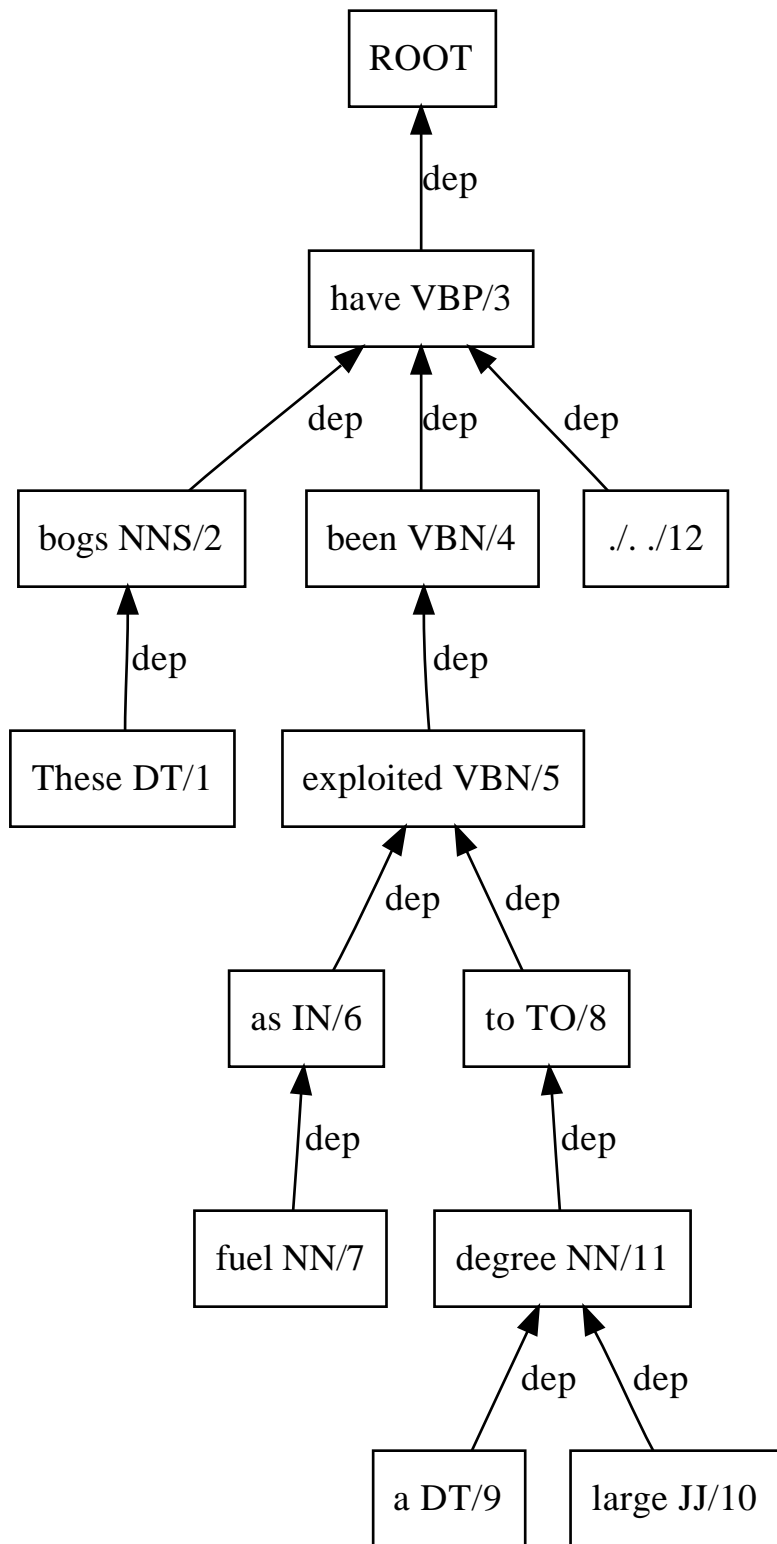 ROOT
dep
have VBP/3
dep dep dep
bogs NNS/2 been VBN/4 ./. ./12
dep dep
These DT/1 exploited VBN/5
dep dep
as IN/6 to TO/8
dep dep
fuel NN/7 degree NN/11
dep dep
a DT/9 large JJ/10